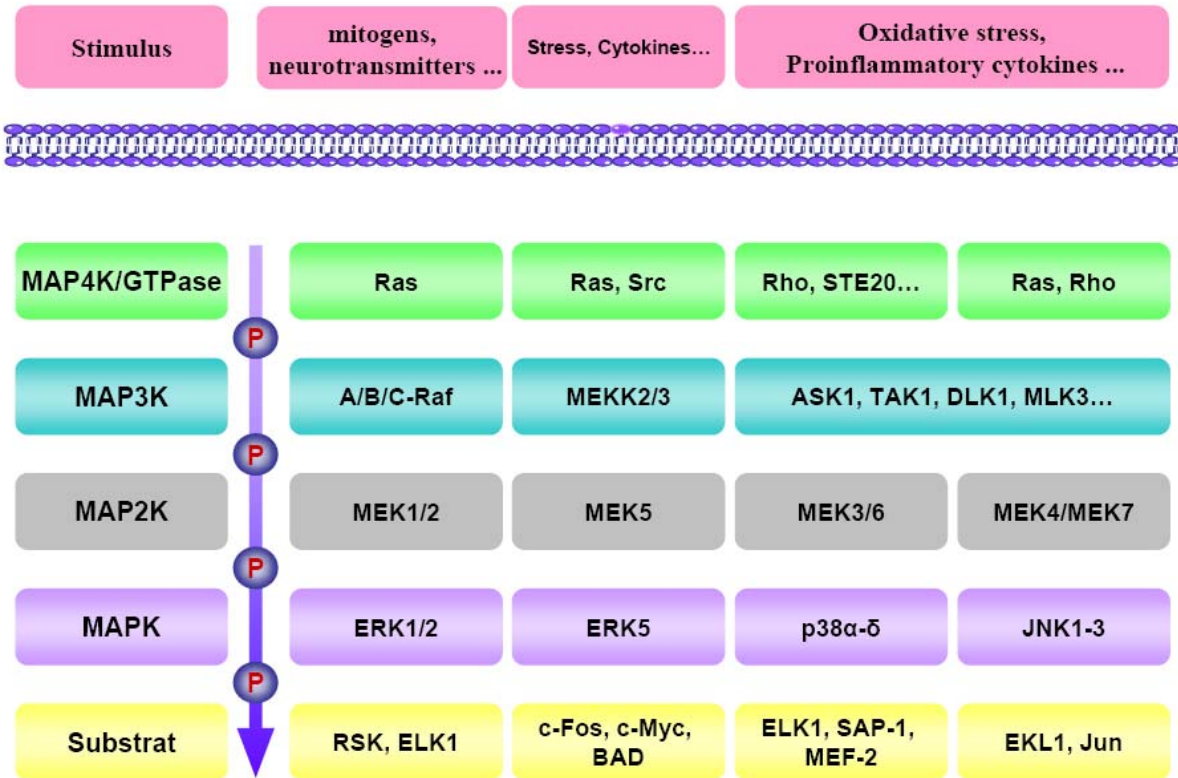 Stimulus
mitogens,
neurotransmitters ...
Stress, Cytokines…
Oxidative stress,
Proinflammatory cytokines ...
MAP4K/GTPase
Ras
Ras, Src
Rho, STE20…
Ras, Rho
P
MAP3K
A/B/C-Raf
MEKK2/3
ASK1, TAK1, DLK1, MLK3…
P
MAP2K
MEK1/2
MEK5
MEK3/6
MEK4/MEK7
P
MAPK
ERK1/2
ERK5
p38α-δ
JNK1-3
P
Substrat
RSK, ELK1
c-Fos, c-Myc,
BAD
ELK1, SAP-1,
MEF-2
EKL1, Jun